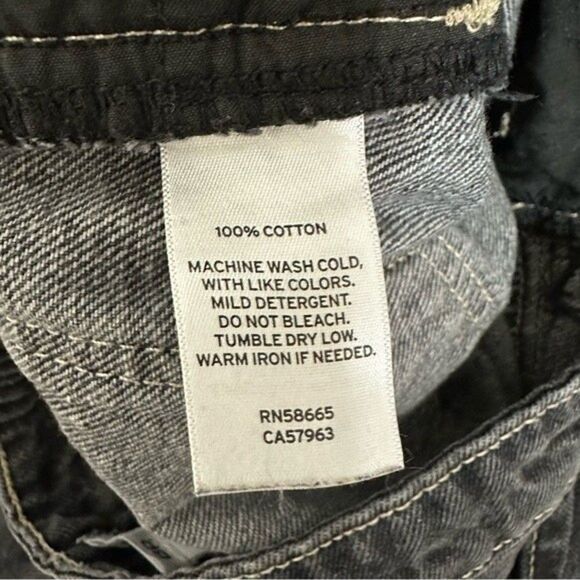 100% COTTON
MACHINE WASH COLD,
WITH LIKE COLORS.
MILD DETERGENT.
DO NOT BLEACH.
TUMBLE DRY LOW.
WARM IRON IF NEEDED.
RN58665
CA57963